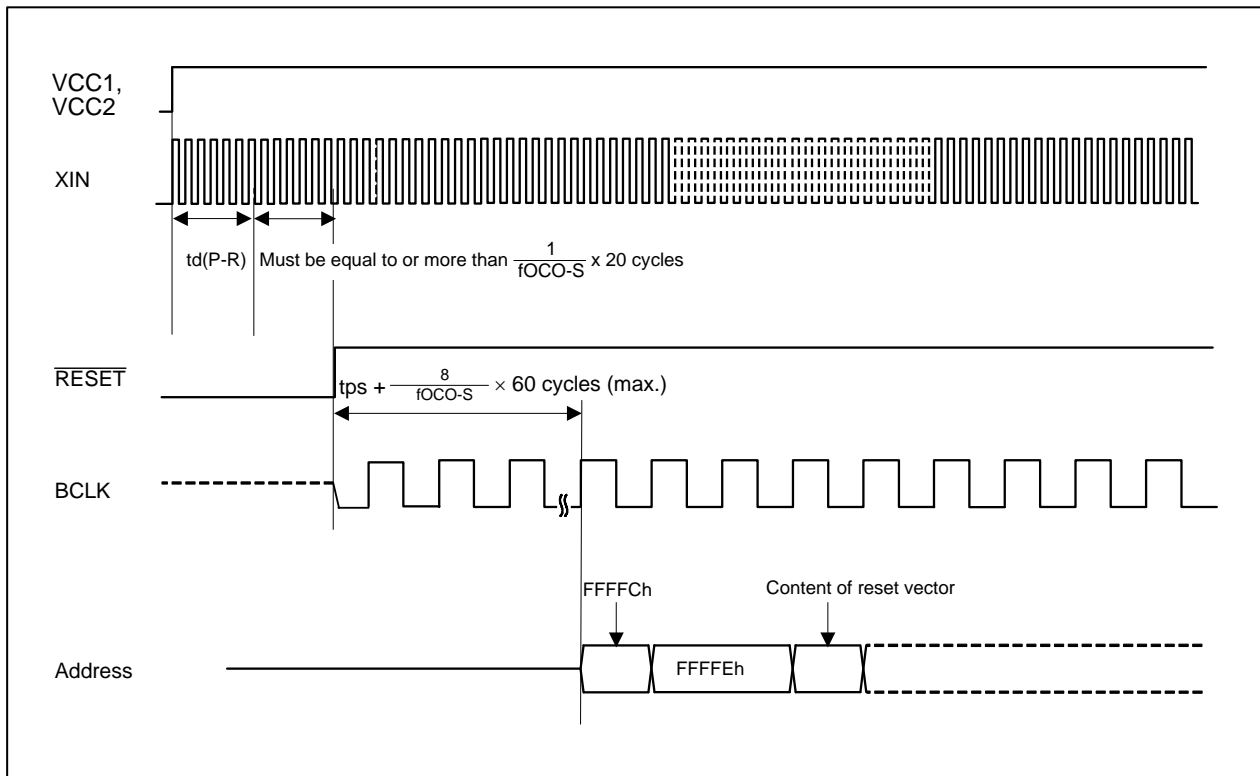 VCC1,
VCC2
XIN
td(P-R) Must be equal to or more than 1/fOCO-S x 20 cycles
RESET
tps + 8/fOCO-S × 60 cycles (max.)
BCLK
FFFFCh Content of reset vector
Address FFFFEh